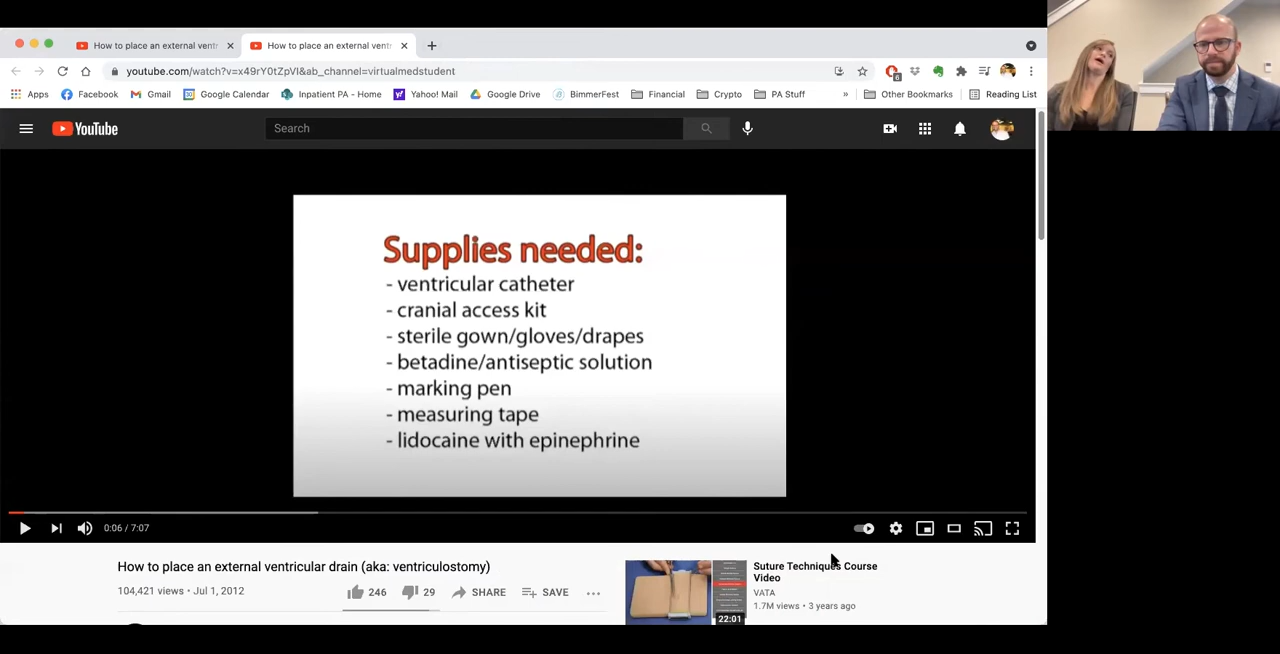 How to place an external ventr
How to place an external ventr
youtube.com/watch?v=x49rY0tZpVI&ab_channel=virtualmedstudent
6
Apps
Facebook
Gmail
31
Google Calendar
Inpatient PA - Home
Yahoo! Mail
Google Drive
BimmerFest
Financial
Crypto
PA Stuff
»
Other Bookmarks
Reading List
YouTube
Search
Supplies needed:
- ventricular catheter
- cranial access kit
- sterile gown/gloves/drapes
- betadine/antiseptic solution
- marking pen
- measuring tape
- lidocaine with epinephrine
0:06 / 7:07
How to place an external ventricular drain (aka: ventriculostomy)
104,421 views • Jul 1, 2012
246
29
SHARE
SAVE
Suture Techniques Course
Video
VATA
1.7M views • 3 years ago
22:01